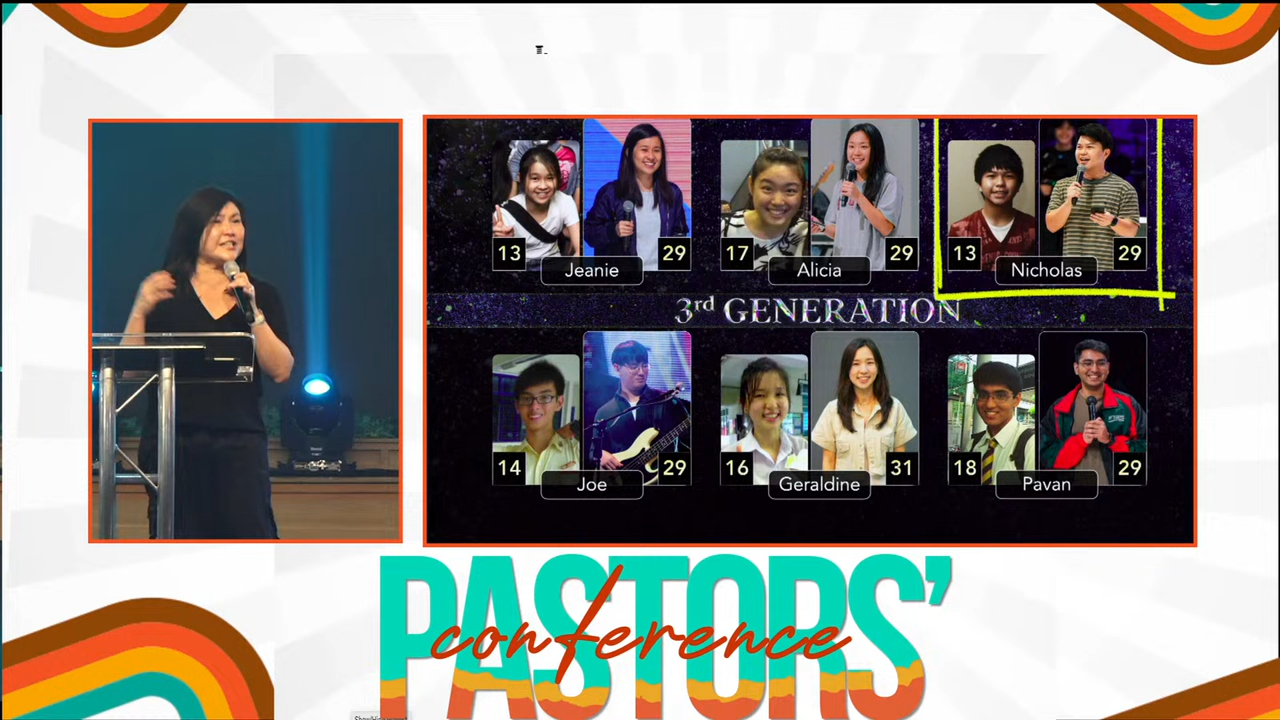 13
29
Jeanie
17
29
Alicia
13
29
Nicholas
3rd GENERATION
14
29
Joe
16
31
Geraldine
18
29
Pavan
PASTORS'
conference